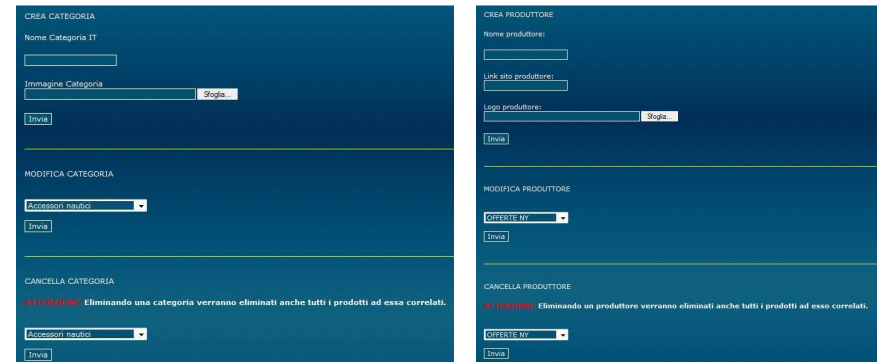 CREA CATEGORIA
Nome Categoria IT
Immagine Categoria
Sfoglia...
Invia
MODIFICA CATEGORIA
Accessori nautici
Invia
CANCELLA CATEGORIA
ATTENZIONE: Eliminando una categoria verranno eliminati anche tutti i prodotti ad essa correlati.
Accessori nautici
Invia
CREA PRODUTTORE
Nome produttore:
Link sito produttore:
Logo produttore:
Sfoglia...
Invia
MODIFICA PRODUTTORE
OFFERTE NY
Invia
CANCELLA PRODUTTORE
ATTENZIONE: Eliminando un produttore verranno eliminati anche tutti i prodotti ad esso correlati.
OFFERTE NY
Invia